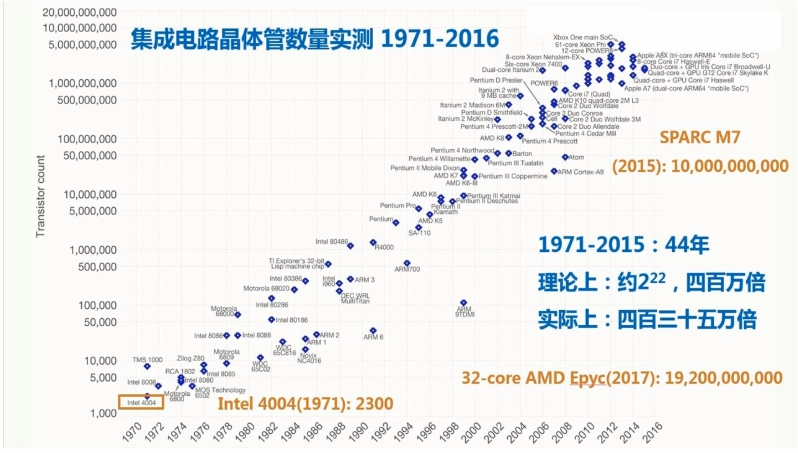 集成电路晶体管数量实测 1971-2016
20,000,000,000
10,000,000,000
5,000,000,000
1,000,000,000
500,000,000
100,000,000
50,000,000
10,000,000
5,000,000
1,000,000
500,000
100,000
50,000
10,000
5,000
1,000
Transistor count
Xbox One main SoC
61-core Xeon Phi
12-core POWER8
8-core Xeon Nehalem-EX
Six-core Xeon 7400
Dual-core Itanium 2
POWER6
Pentium D Presler
Itanium 2 with
9 MB cache
Itanium 2 Madison 6M
Pentium D Smithfield
Itanium 2 McKinley
Pentium 4 Prescott-2M
AMD K8
Apple A8X (tri-core ARM64 "mobile SoC")
8-core Core i7 Haswell-E
Duo-core + GPU Iris Core i7 Broadwell-U
Quad-core + GPU GT2 Core i7 Skylake K
Quad-core + GPU Core i7 Haswell
Apple A7 (dual-core ARM64 "mobile SoC")
Core i7 (Quad)
AMD K10 quad-core 2M L3
Core 2 Duo Wolfdale
Core 2 Duo Conroe
Cell
Core 2 Duo Wolfdale 3M
Core 2 Duo Allendale
Pentium 4 Cedar Mill
Pentium 4 Prescott
Pentium 4 Northwood
Barton
Atom
Pentium 4 Willamette
Pentium III Tualatin
Pentium II Mobile Dixon
ARM Cortex-A9
AMD K7
Pentium III Coppermine
AMD K6-III
AMD K6
Pentium III Katmai
Pentium Pro
Pentium II Deschutes
Pentium II
Klamath
Pentium
AMD K5
SA-110
Intel 80486
R4000
TI Explorer's 32-bit
Lisp machine chip
ARM700
Intel 80386
Intel
i960
ARM 3
Motorola 68020
DEC WRL
MultiTitan
Intel 80286
ARM
9TDMI
Motorola
68000
Intel 80186
Intel 8086
Intel 8088
ARM 2
ARM 6
ARM 1
WDC
65C816
Novix
NC4016
TMS 1000
Zilog Z80
Motorola
6809
WDC
65C02
RCA 1802
Intel 8085
Intel 8008
Intel 8080
Motorola
6800
MOS Technology
6502
Intel 4004
SPARC M7
(2015): 10,000,000,000
1971-2015：44年
理论上：约2²²，四百万倍
实际上：四百三十五万倍
32-core AMD Epyc(2017): 19,200,000,000
Intel 4004(1971): 2300
1970 1972 1974 1976 1978 1980 1982 1984 1986 1988 1990 1992 1994 1996 1998 2000 2002 2004 2006 2008 2010 2012 2014 2016